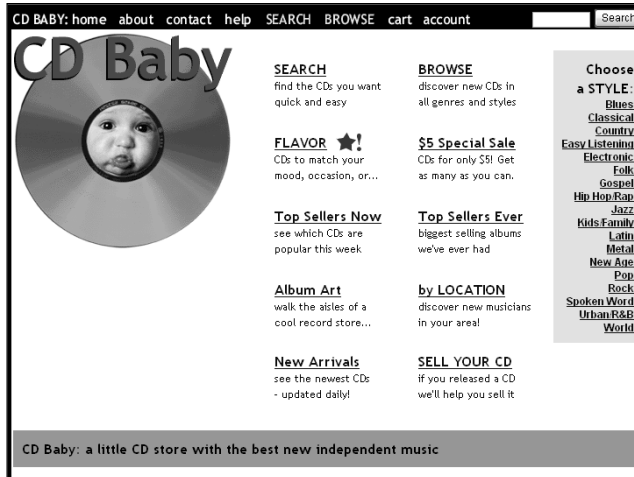 CD BABY: home about contact help SEARCH BROWSE cart account Search
CD Baby
SEARCH
find the CDs you want
quick and easy
BROWSE
discover new CDs in
all genres and styles
FLAVOR
CDs to match your
mood, occasion, or...
$5 Special Sale
CDs for only $5! Get
as many as you can.
Top Sellers Now
see which CDs are
popular this week
Top Sellers Ever
biggest selling albums
we've ever had
Album Art
walk the aisles of a
cool record store...
by LOCATION
discover new musicians
in your area!
New Arrivals
see the newest CDs
- updated daily!
SELL YOUR CD
if you released a CD
we'll help you sell it
Choose
a STYLE:
Blues
Classical
Country
Easy Listening
Electronic
Folk
Gospel
Hip Hop/Rap
Jazz
Kids/Family
Latin
Metal
New Age
Pop
Rock
Spoken Word
Urban/R&B
World
CD Baby: a little CD store with the best new independent music